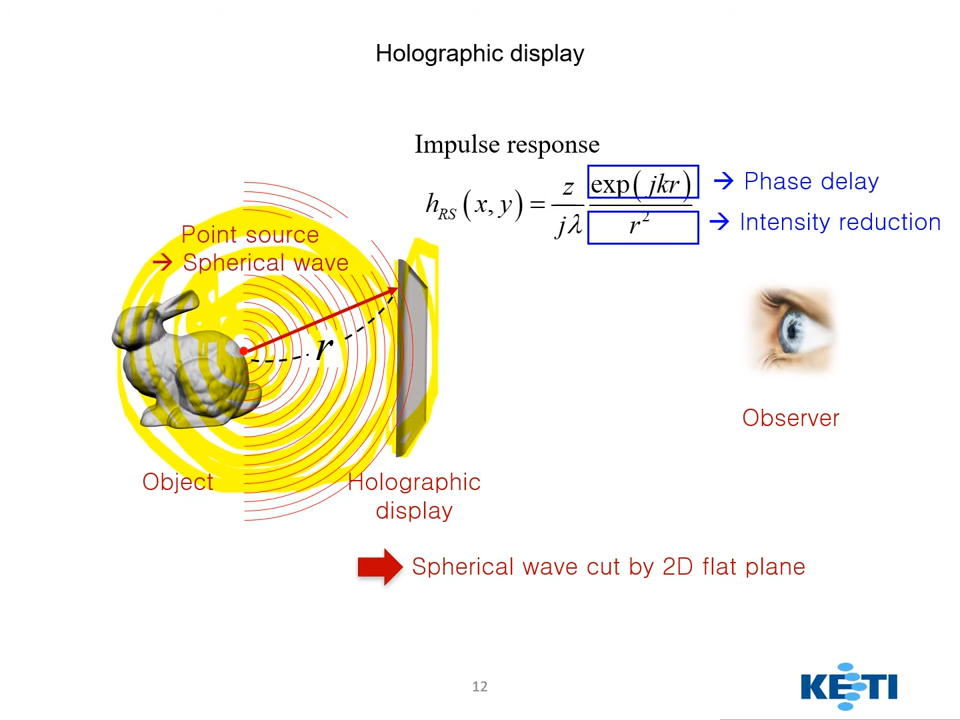 Holographic display
Impulse response
h_RS(x, y) = z/(jλ) exp(jkr)/r²
→ Phase delay
→ Intensity reduction
Point source
→ Spherical wave
r
Observer
Object
Holographic
display
Spherical wave cut by 2D flat plane
12
KETI